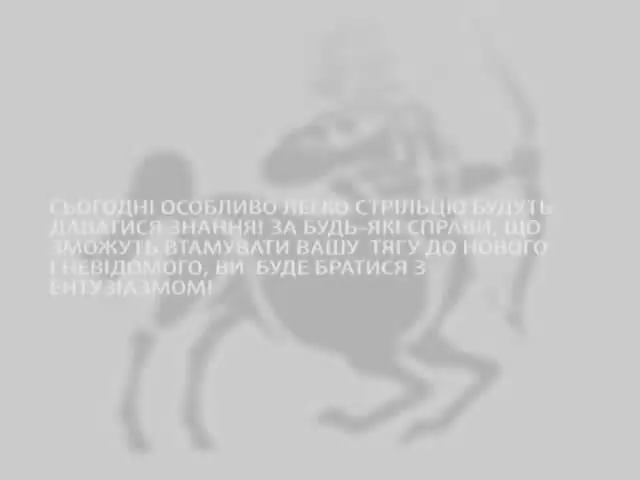 СЬОГОДНІ ОСОБЛИВО ЛЕГКО СТРІЛЬЦЮ БУДУТЬ
ДАВАТИСЯ ЗНАННЯ! ЗА БУДЬ-ЯКІ СПРАВИ, ЩО
ЗМОЖУТЬ ВТАМУВАТИ ВАШУ ТЯГУ ДО НОВОГО
І НЕВІДОМОГО, ВИ БУДЕ БРАТИСЯ З
ЕНТУЗІАЗМОМ!